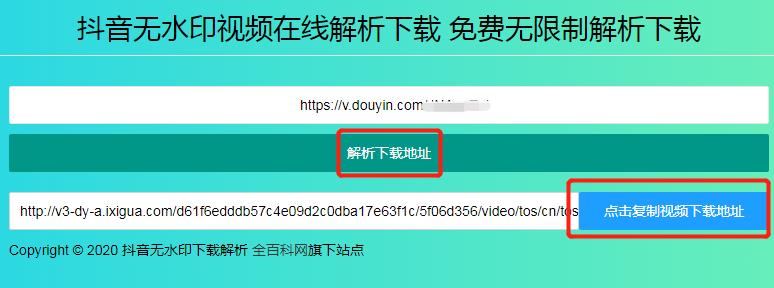 抖音无水印视频在线解析下载 免费无限制解析下载
https://v.douyin.com
解析下载地址
http://v3-dy-a.ixigua.com/d61f6edddb57c4e09d2c0dba17e63f1c/5f06d356/video/tos/cn/tos 点击复制视频下载地址
Copyright © 2020 抖音无水印下载解析 全百科网旗下站点